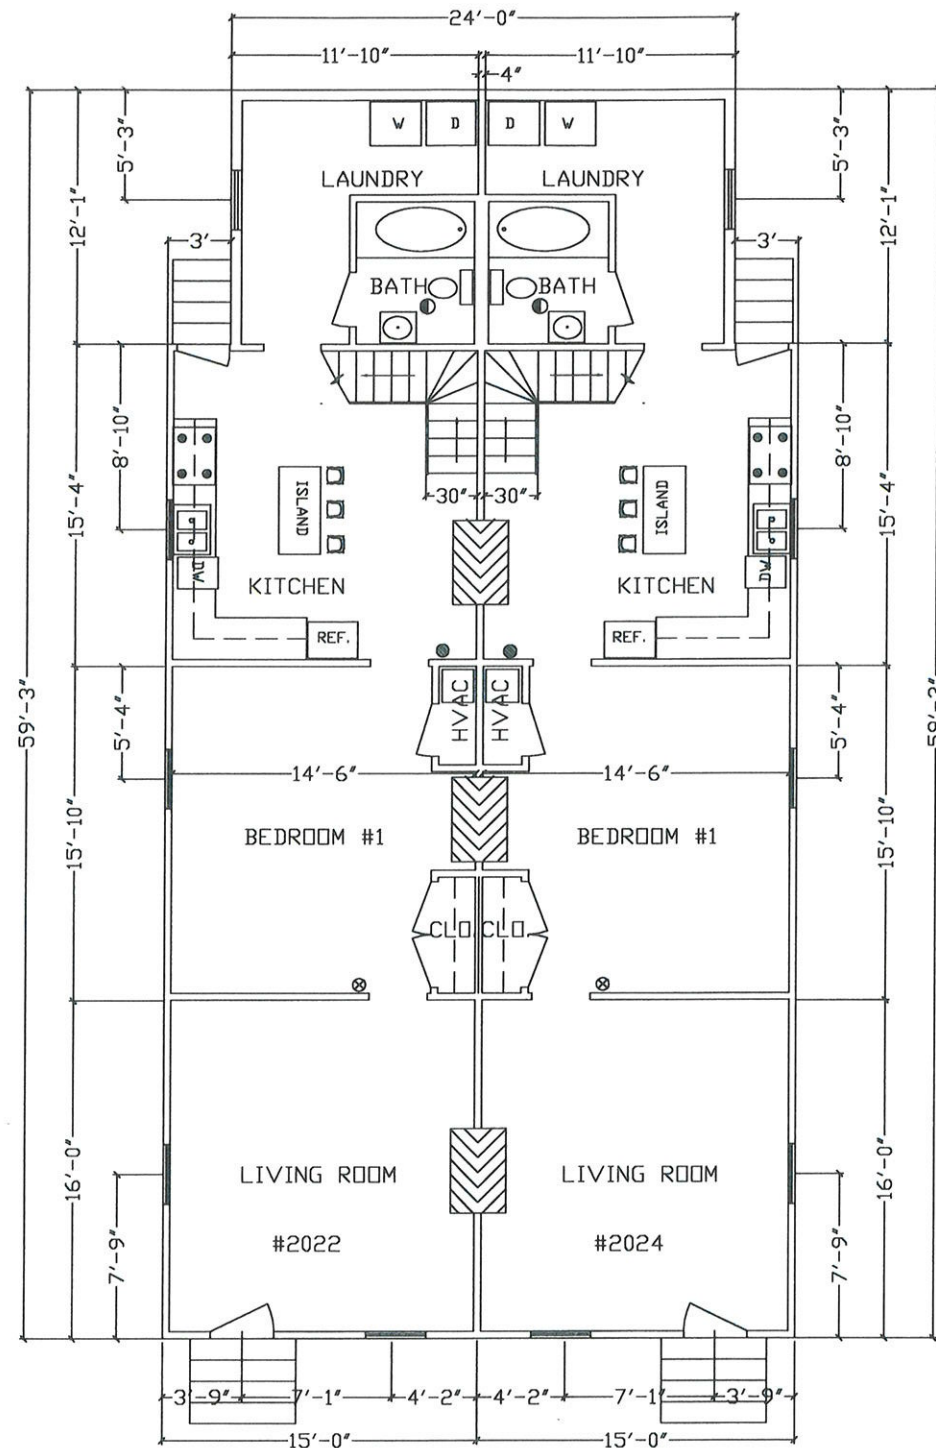 24'-0"
11'-10" 11'-10"
4"
5'-3" 5'-3"
W D D W
LAUNDRY LAUNDRY
12'-1" 12'-1"
3' 3'
BATH BATH
8'-10" 8'-10"
15'-4" 15'-4"
30" 30"
ISLAND ISLAND
DW DW
KITCHEN KITCHEN
REF. REF.
HVAC HVAC
59'-3" 59'-3"
5'-4" 5'-4"
14'-6" 14'-6"
15'-10" 15'-10"
BEDROOM #1 BEDROOM #1
CLO. CLO.
16'-0" 16'-0"
LIVING ROOM LIVING ROOM
#2022 #2024
7'-9" 7'-9"
3'-9" 7'-1" 4'-2" 4'-2" 7'-1" 3'-9"
15'-0" 15'-0"